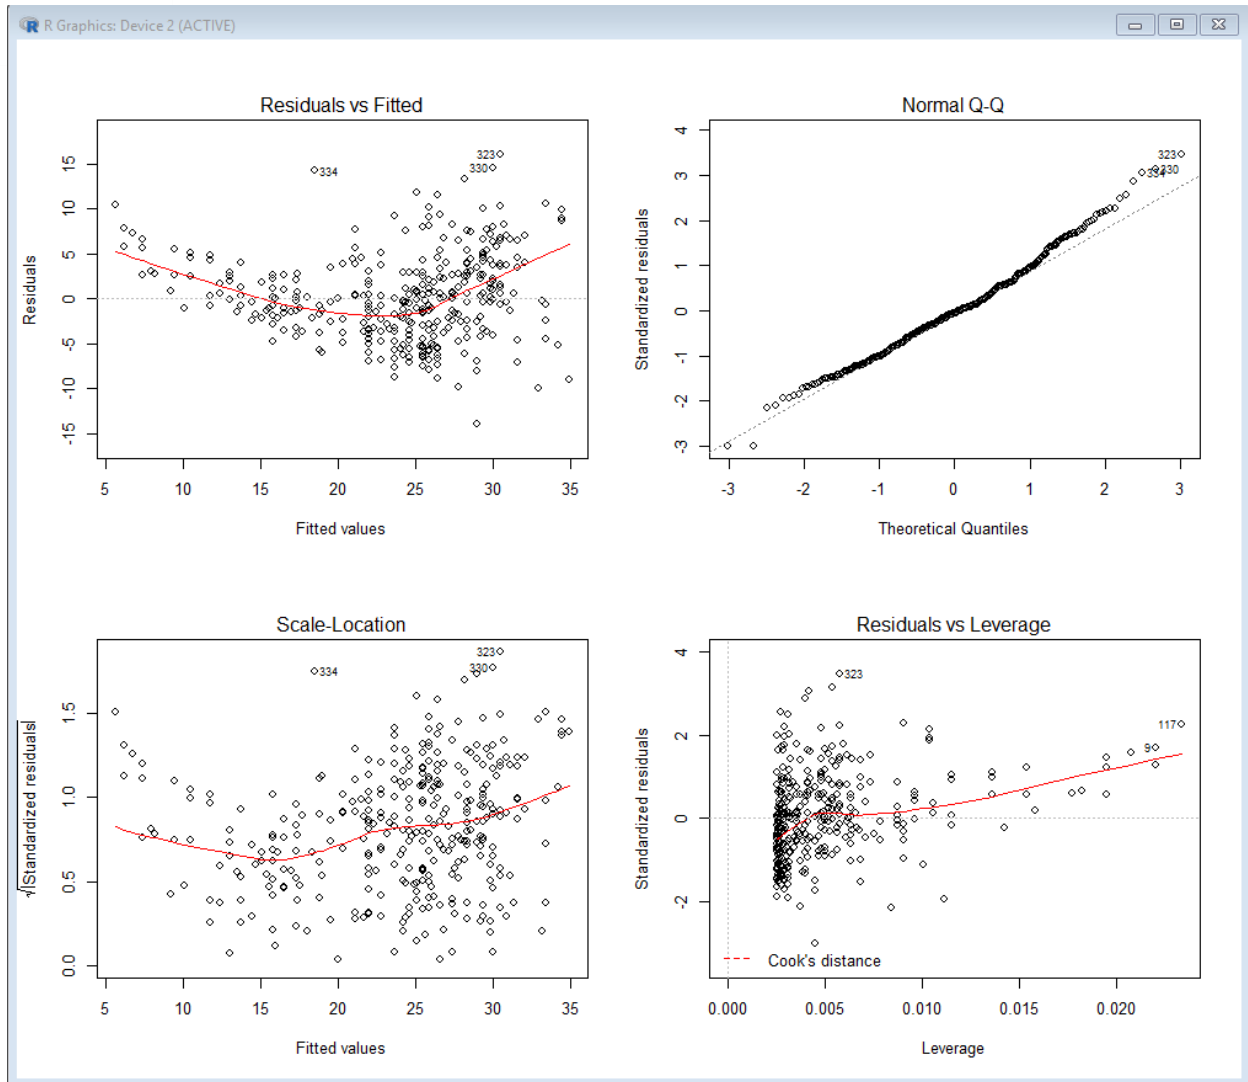 R Graphics: Device 2 (ACTIVE)
Residuals vs Fitted
Residuals
15
10
5
0
-5
-10
-15
323
330
334
5 10 15 20 25 30 35
Fitted values
Normal Q-Q
Standardized residuals
4
3
2
1
0
-1
-2
-3
323
334 330
-3 -2 -1 0 1 2 3
Theoretical Quantiles
Scale-Location
√|Standardized residuals|
1.5
1.0
0.5
0.0
323
330
334
5 10 15 20 25 30 35
Fitted values
Residuals vs Leverage
Standardized residuals
4
2
0
-2
323
117
9
Cook's distance
0.000 0.005 0.010 0.015 0.020
Leverage